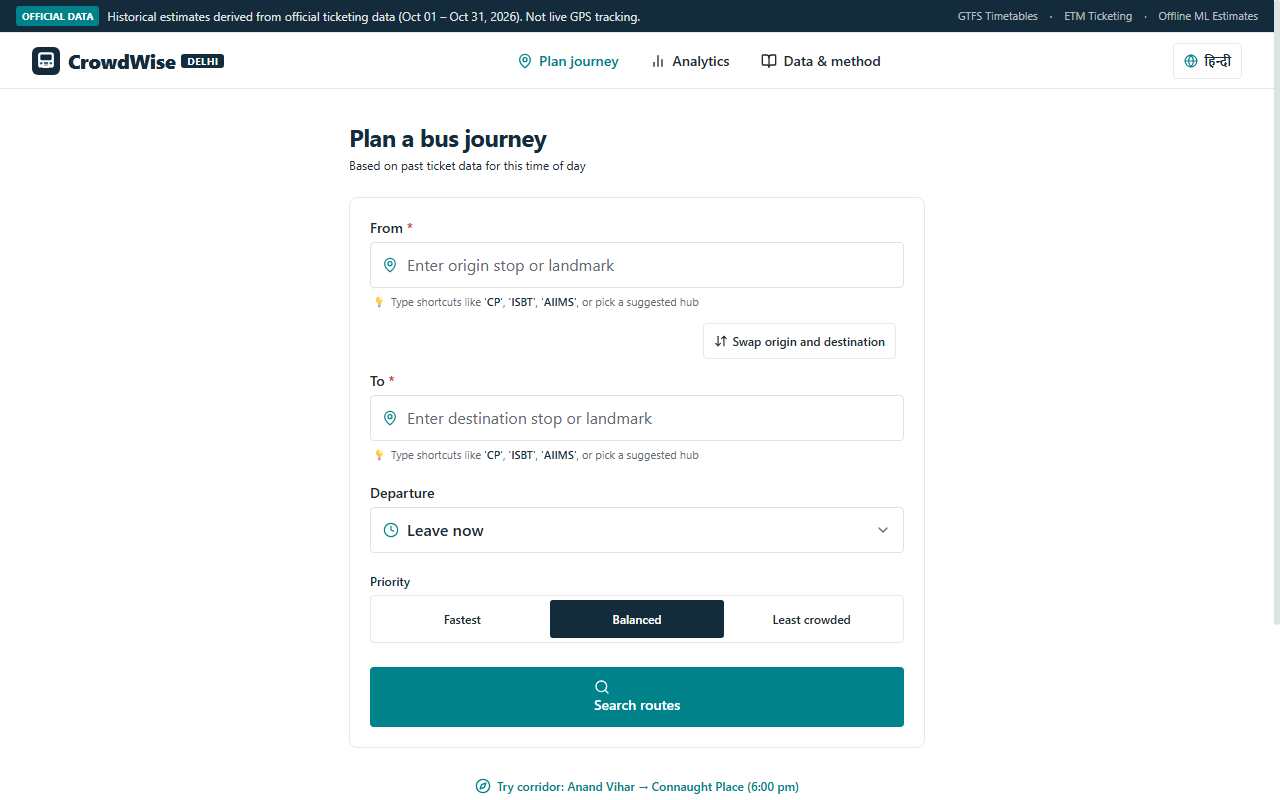 OFFICIAL DATA Historical estimates derived from official ticketing data (Oct 01 – Oct 31, 2026). Not live GPS tracking. GTFS Timetables · ETM Ticketing · Offline ML Estimates
CrowdWise DELHI Plan journey Analytics Data & method हिन्दी
Plan a bus journey
Based on past ticket data for this time of day
From *
Enter origin stop or landmark
Type shortcuts like 'CP', 'ISBT', 'AIIMS', or pick a suggested hub
Swap origin and destination
To *
Enter destination stop or landmark
Type shortcuts like 'CP', 'ISBT', 'AIIMS', or pick a suggested hub
Departure
Leave now
Priority
Fastest Balanced Least crowded
Search routes
Try corridor: Anand Vihar → Connaught Place (6:00 pm)